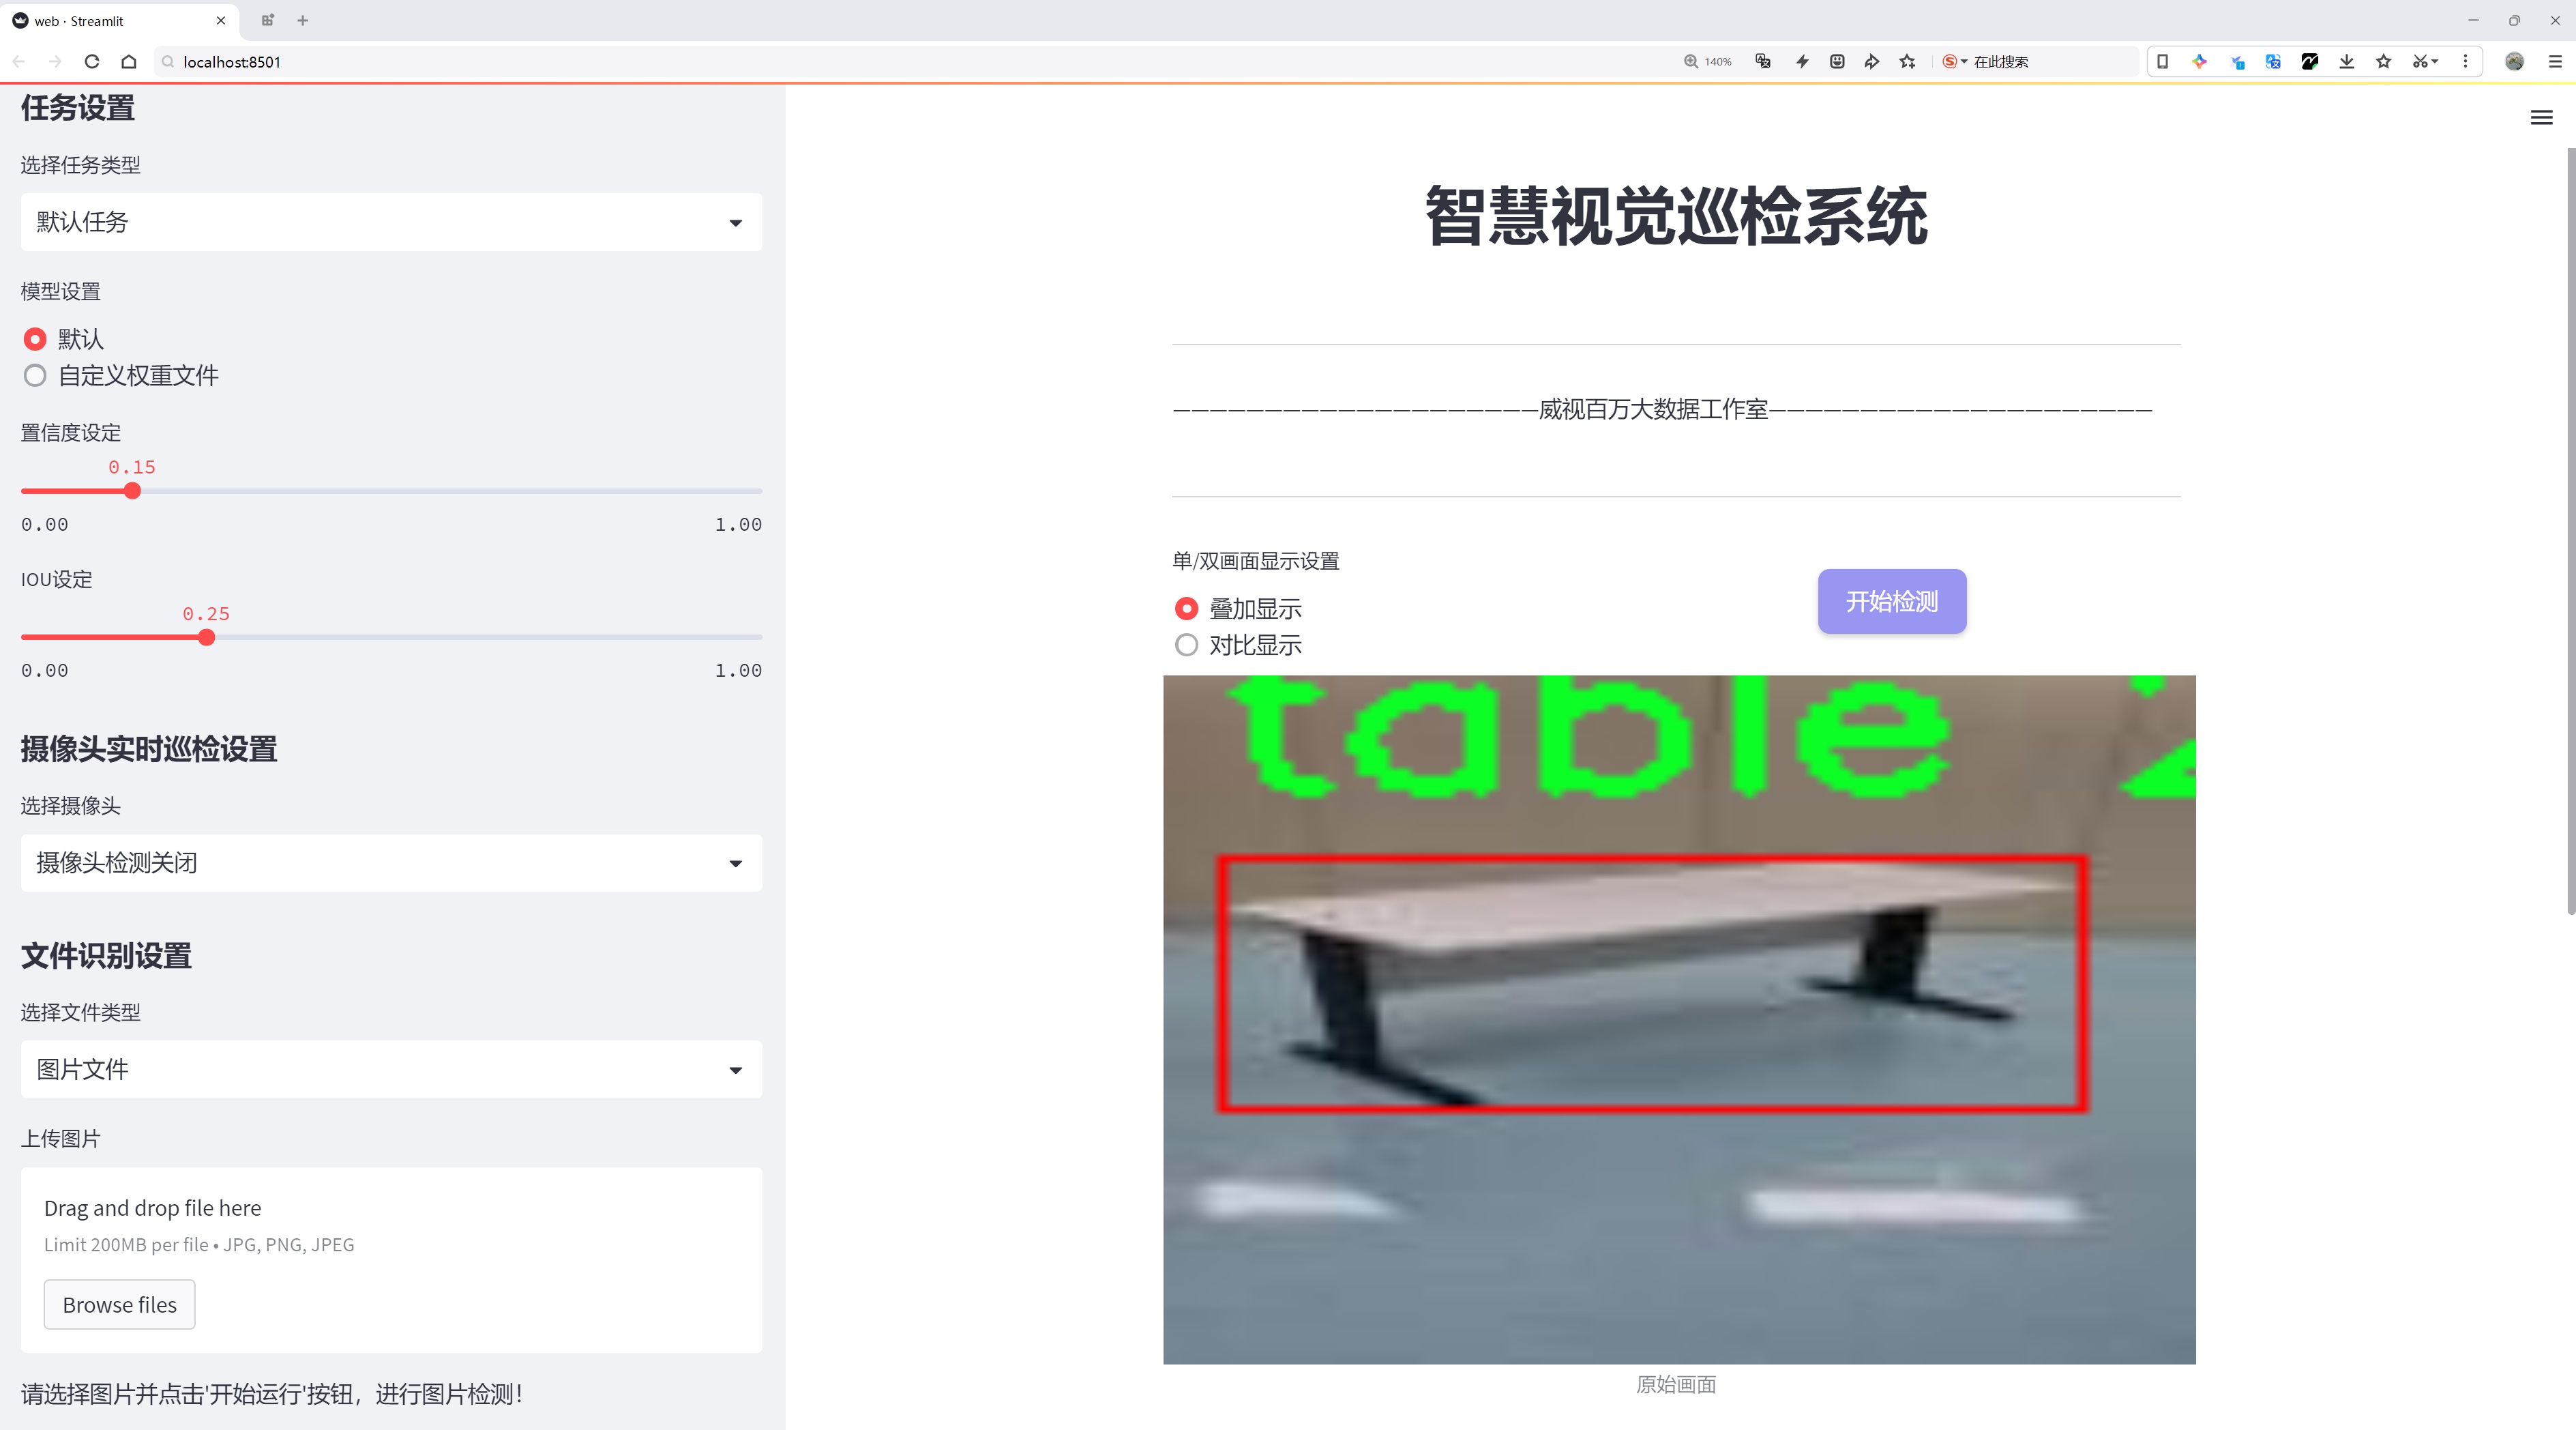 web · Streamlit
localhost:8501
140%
在此搜索
任务设置
选择任务类型
默认任务
模型设置
默认
自定义权重文件
置信度设定
0.15
0.00 1.00
IOU设定
0.25
0.00 1.00
摄像头实时巡检设置
选择摄像头
摄像头检测关闭
文件识别设置
选择文件类型
图片文件
上传图片
Drag and drop file here
Limit 200MB per file • JPG, PNG, JPEG
Browse files
请选择图片并点击'开始运行'按钮，进行图片检测！
智慧视觉巡检系统
————————————————————威视百万大数据工作室—————————————————————
单/双画面显示设置
叠加显示
对比显示
开始检测
table
原始画面